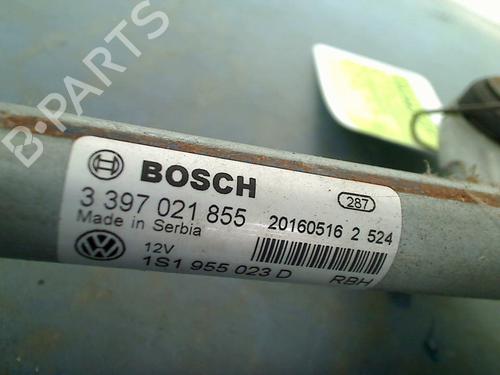 B-PARTS
BOSCH
287
3 397 021 855 20160516 2 524
Made in Serbia
12V
1S1 955 023 D RBH